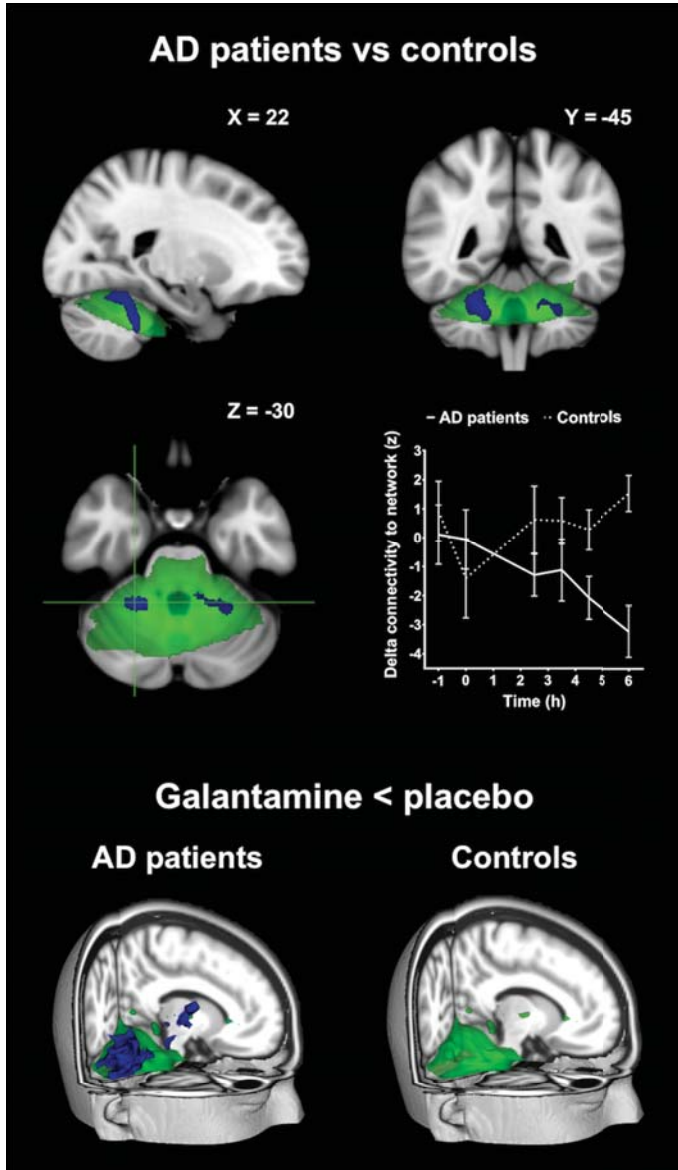 AD patients vs controls
X = 22
Y = -45
Z = -30
AD patients
Controls
Delta connectivity to network (z)
3
2
1
0
-1
-2
-3
-4
-1 0 1 2 3 4 5 6
Time (h)
Galantamine < placebo
AD patients
Controls